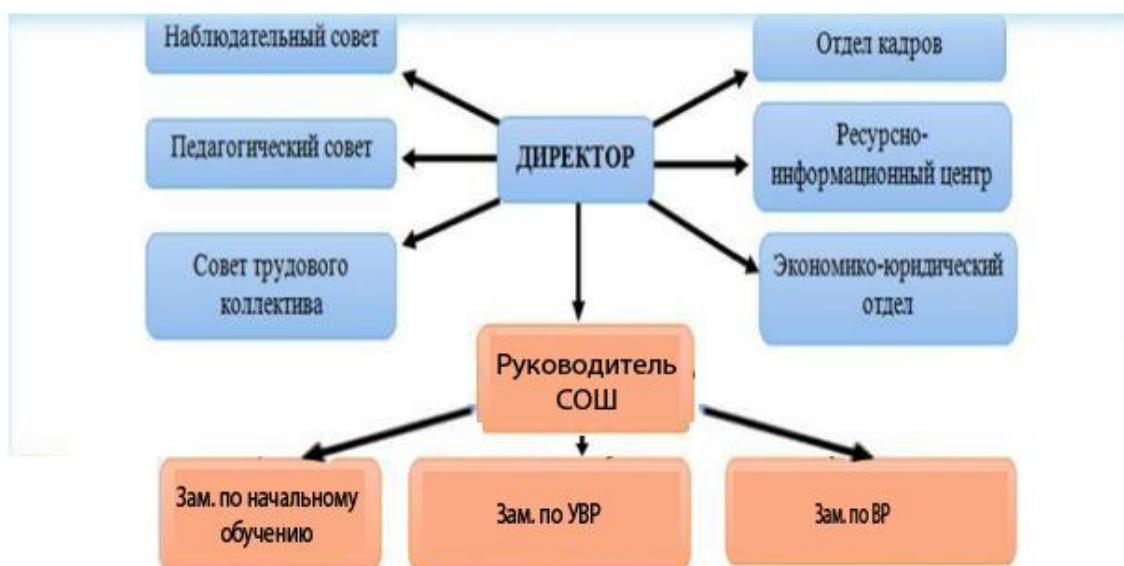 Наблюдательный совет
Отдел кадров
Педагогический совет
ДИРЕКТОР
Ресурсно-
информационный центр
Совет трудового
коллектива
Экономико-юридический
отдел
Руководитель
СОШ
Зам. по начальному
обучению
Зам. по УВР
Зам. по ВР